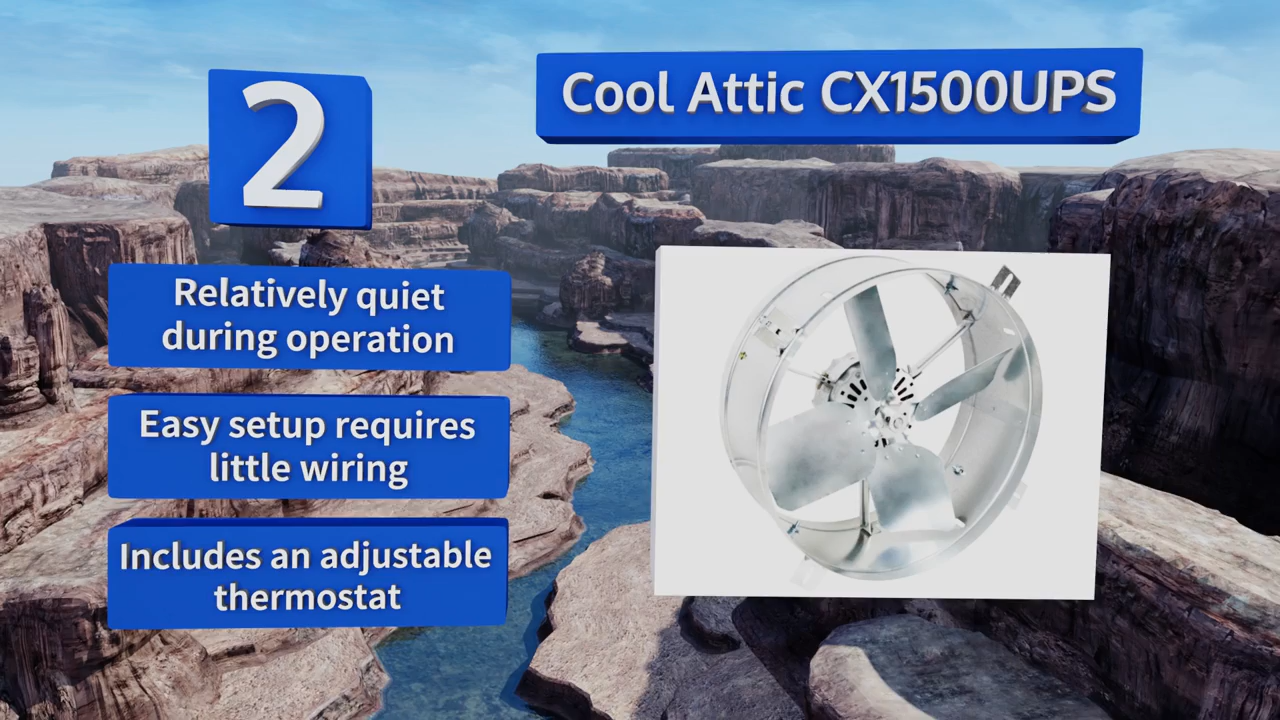 2
Cool Attic CX1500UPS
Relatively quiet
during operation
Easy setup requires
little wiring
Includes an adjustable
thermostat